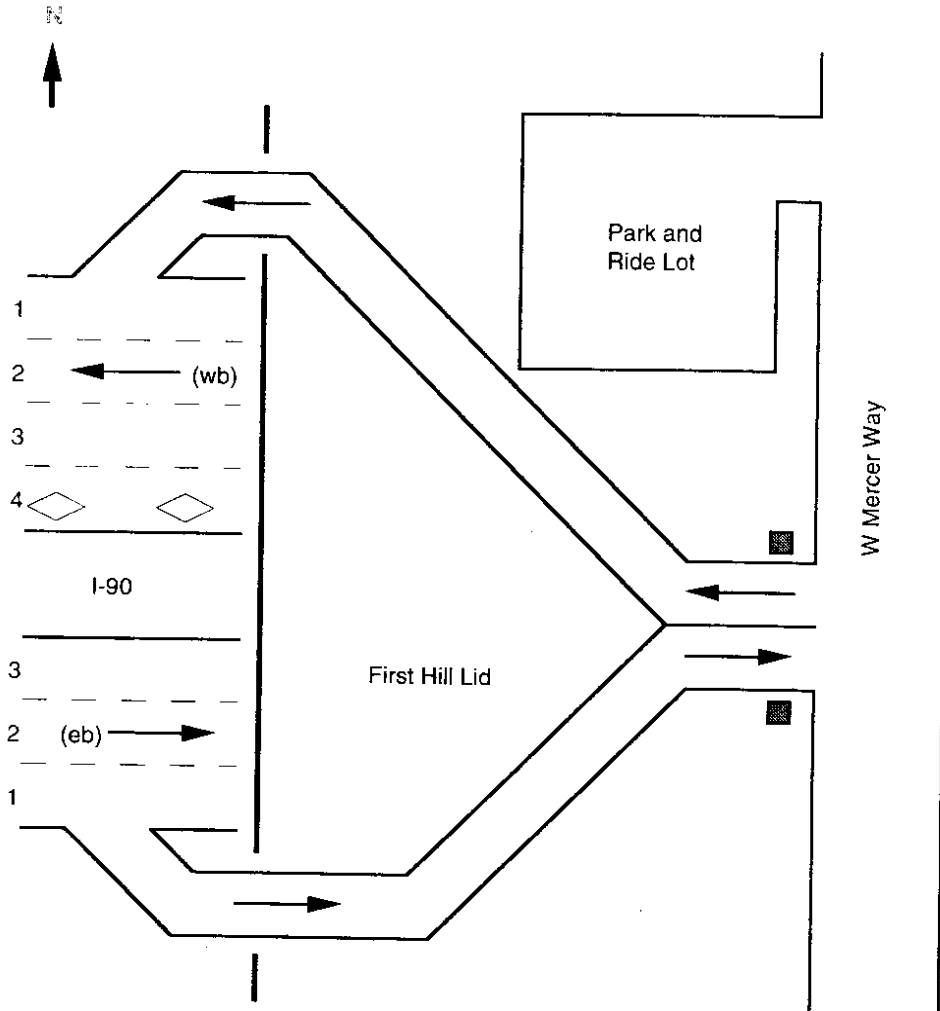 N
Park and
Ride Lot
1
2
(wb)
3
4
W Mercer Way
I-90
3
First Hill Lid
2
(eb)
1